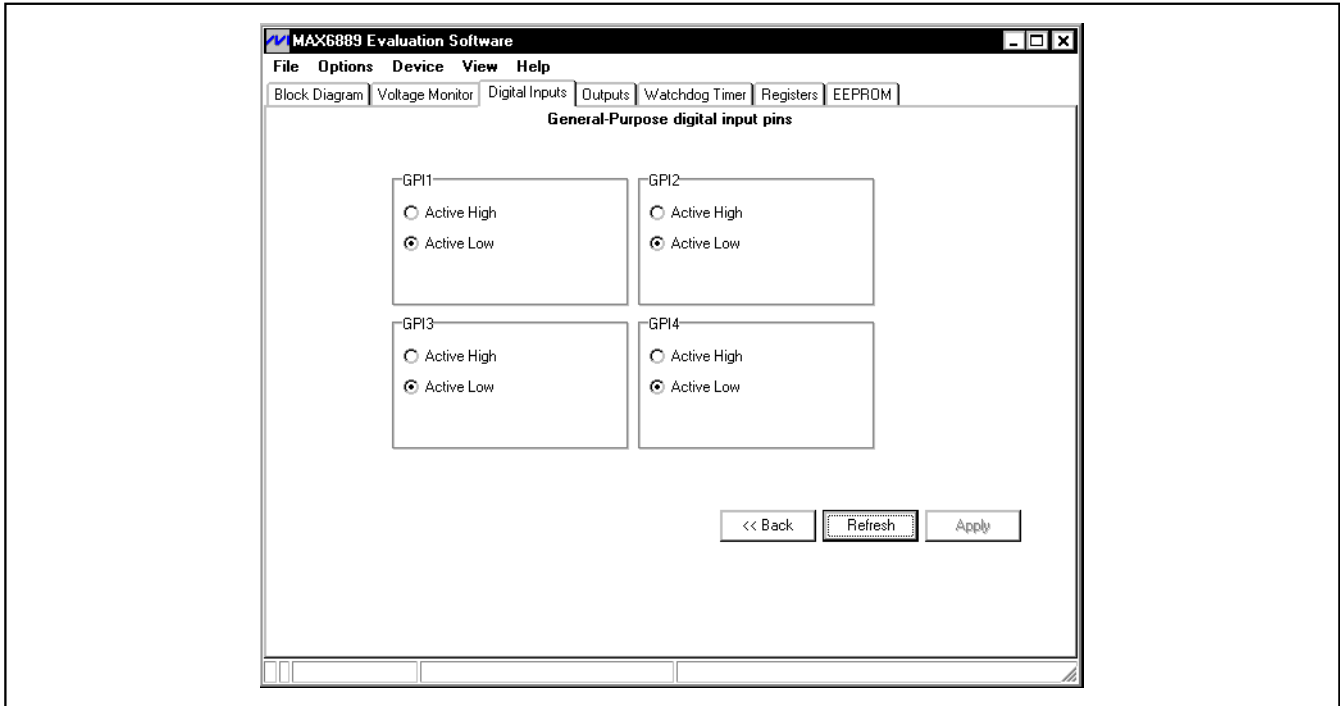 MAX6889 Evaluation Software
File Options Device View Help
Block Diagram Voltage Monitor Digital Inputs Outputs Watchdog Timer Registers EEPROM
General-Purpose digital input pins
GPI1 GPI2
Active High Active High
Active Low Active Low
GPI3 GPI4
Active High Active High
Active Low Active Low
<< Back Refresh Apply